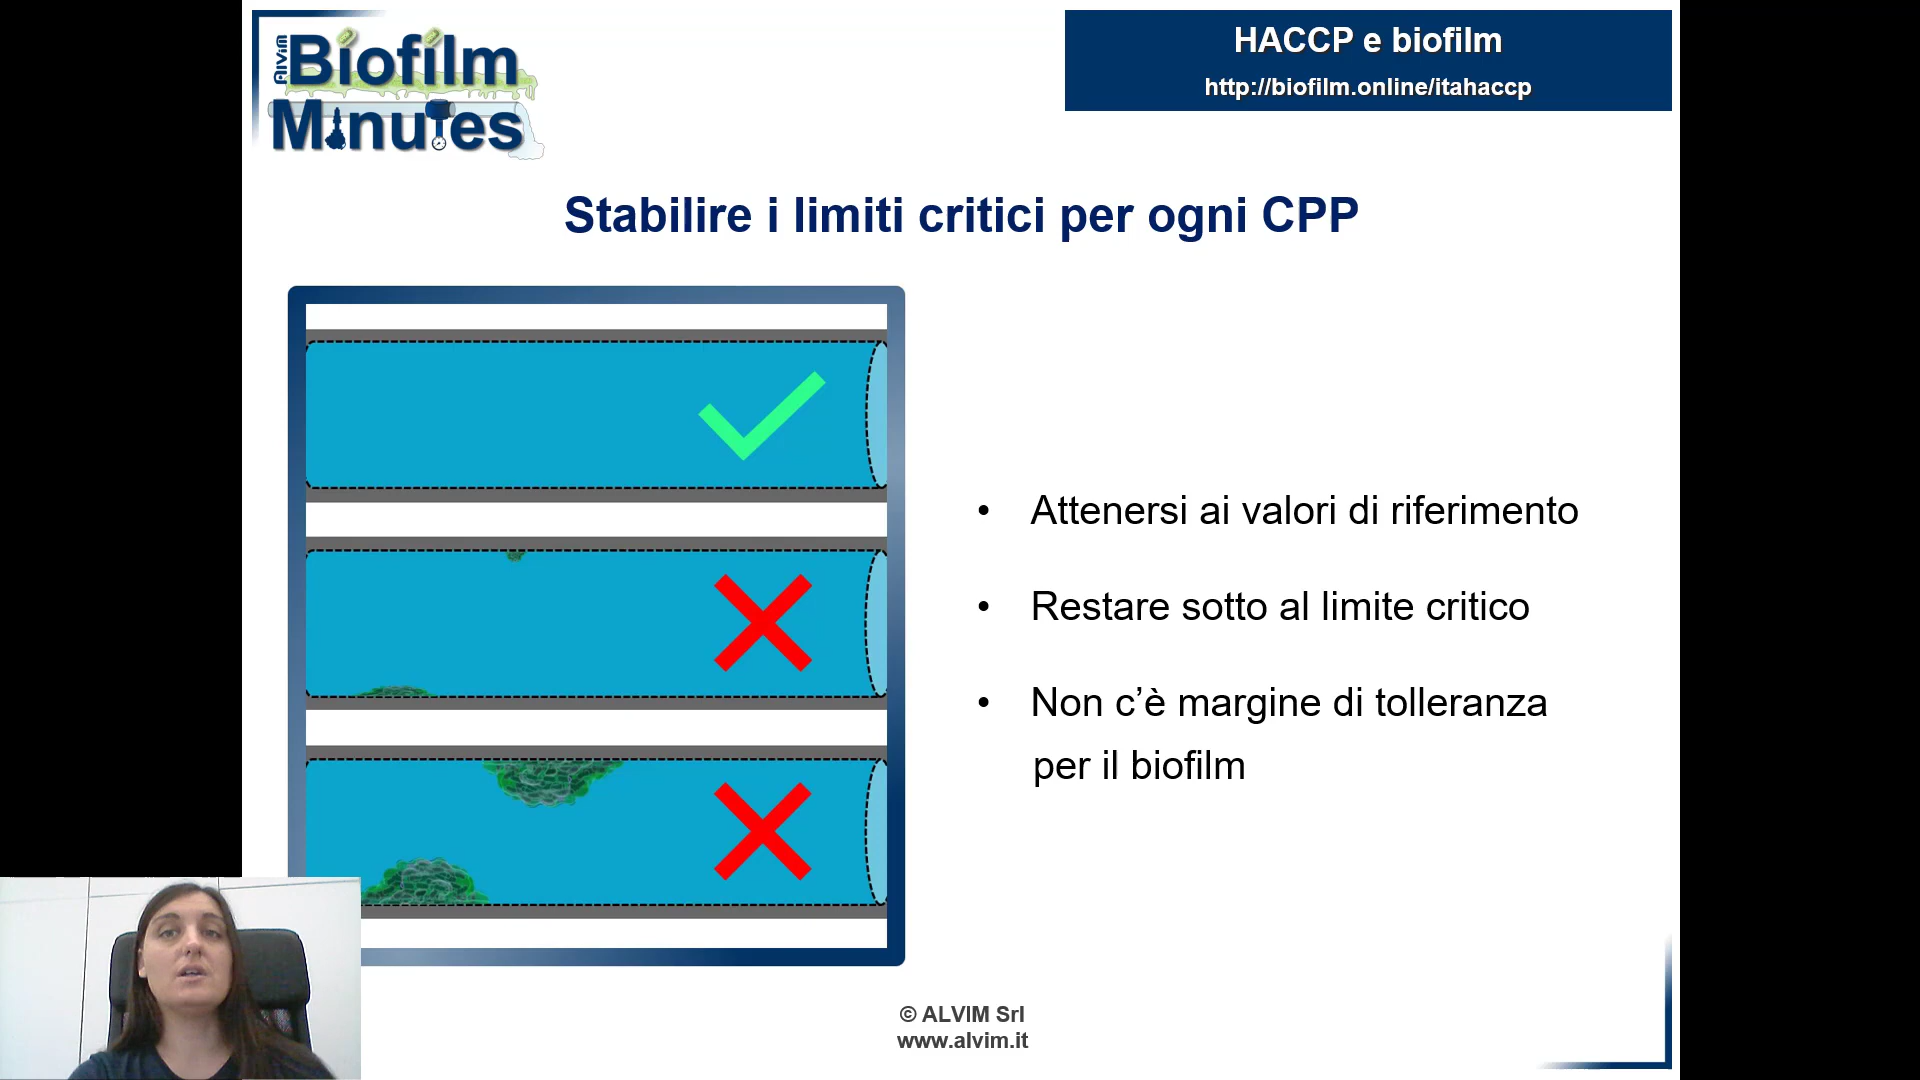 ALVIM
Biofilm
Minutes
HACCP e biofilm
http://biofilm.online/itahaccp
Stabilire i limiti critici per ogni CPP
• Attenersi ai valori di riferimento
• Restare sotto al limite critico
• Non c’è margine di tolleranza
per il biofilm
© ALVIM Srl
www.alvim.it